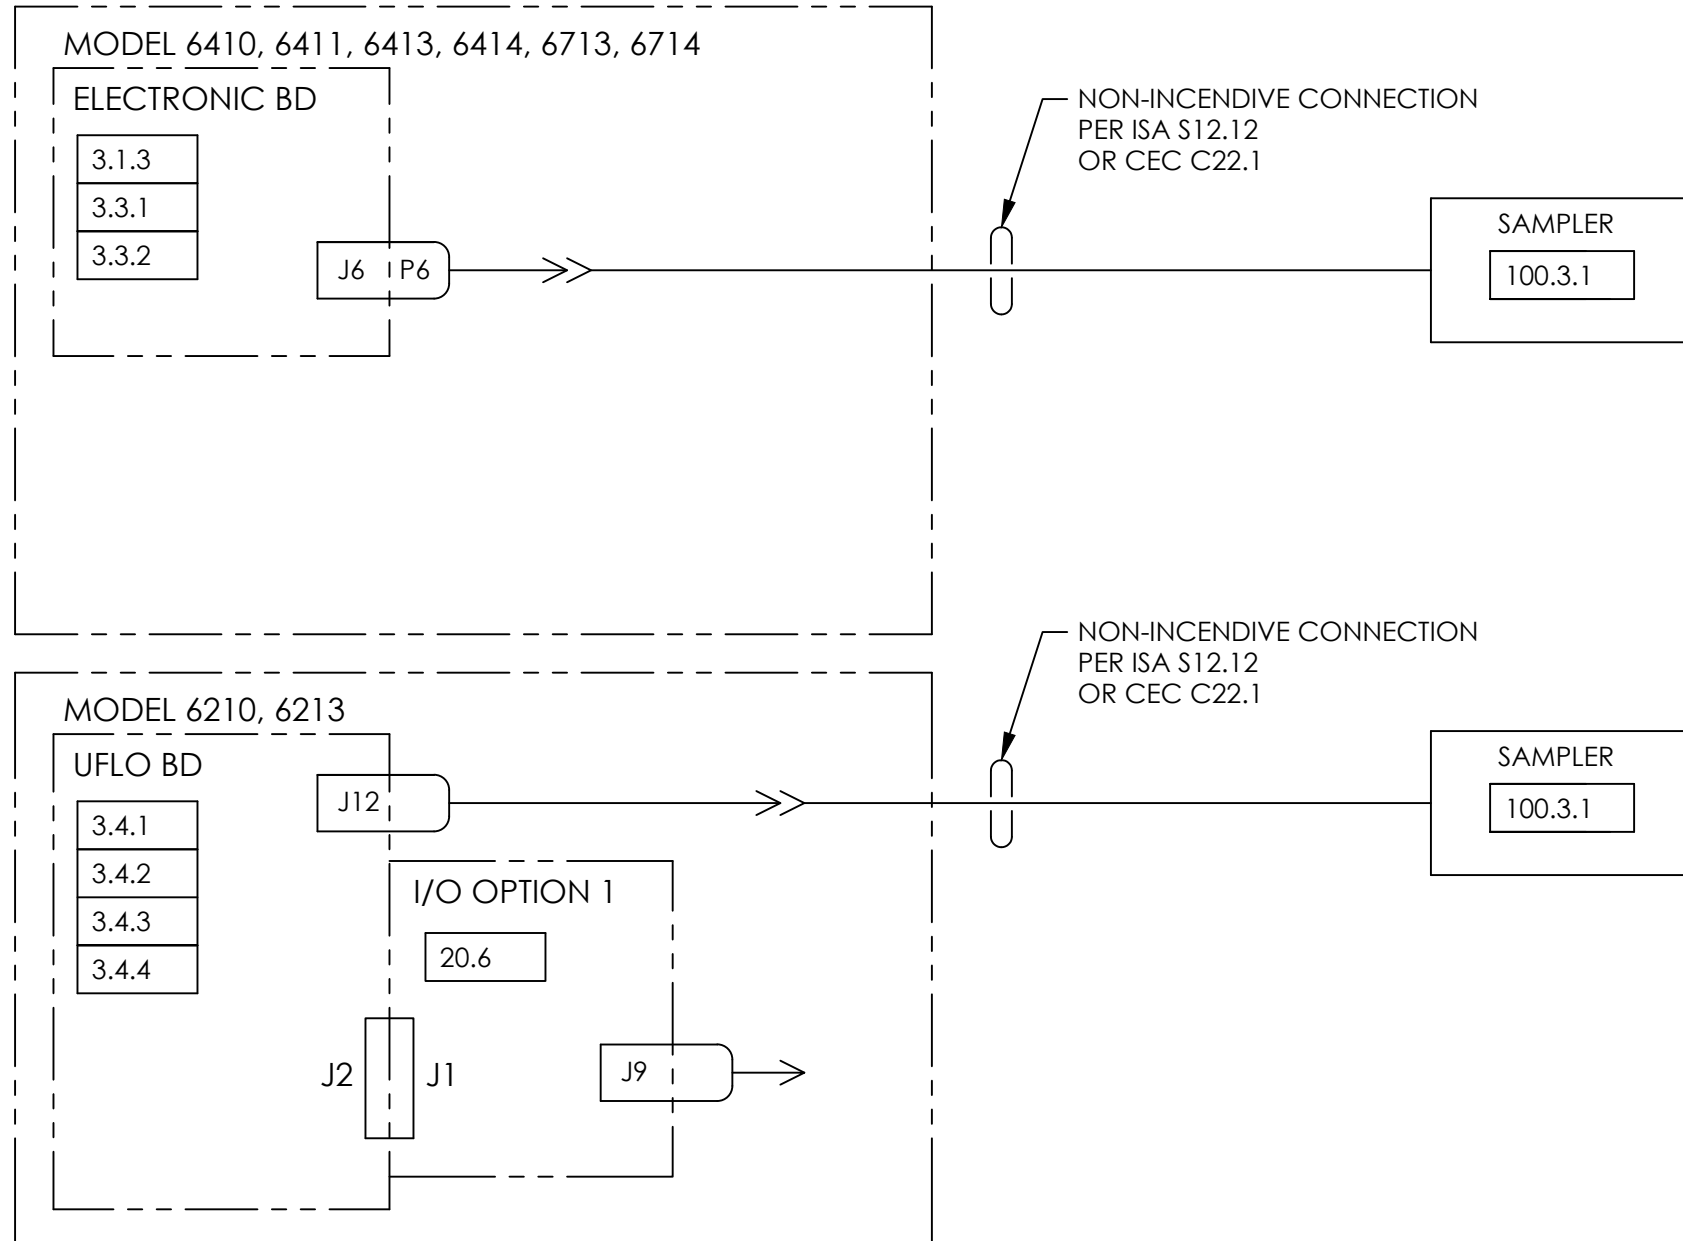 MODEL 6410, 6411, 6413, 6414, 6713, 6714
ELECTRONIC BD
3.1.3
3.3.1
3.3.2
J6 P6
NON-INCENDIVE CONNECTION
PER ISA S12.12
OR CEC C22.1
SAMPLER
100.3.1
MODEL 6210, 6213
UFLO BD
3.4.1
3.4.2
3.4.3
3.4.4
J12
I/O OPTION 1
20.6
J2 J1
J9
NON-INCENDIVE CONNECTION
PER ISA S12.12
OR CEC C22.1
SAMPLER
100.3.1